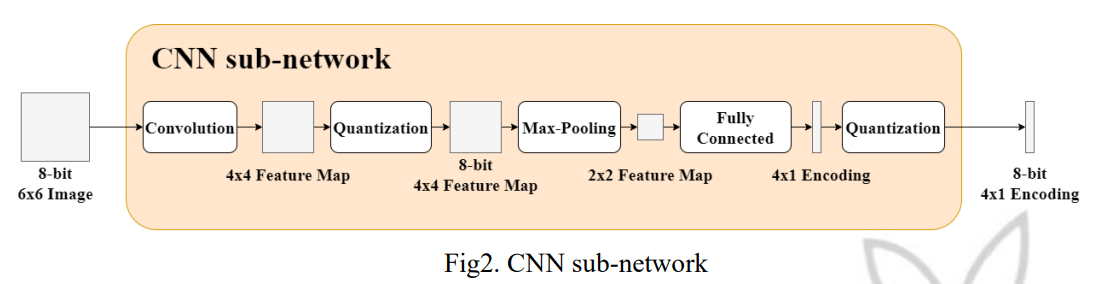 CNN sub-network
Convolution
Quantization
Max-Pooling
Fully
Connected
Quantization
8-bit
6x6 Image
4x4 Feature Map
8-bit
4x4 Feature Map
2x2 Feature Map
4x1 Encoding
8-bit
4x1 Encoding
Fig2. CNN sub-network